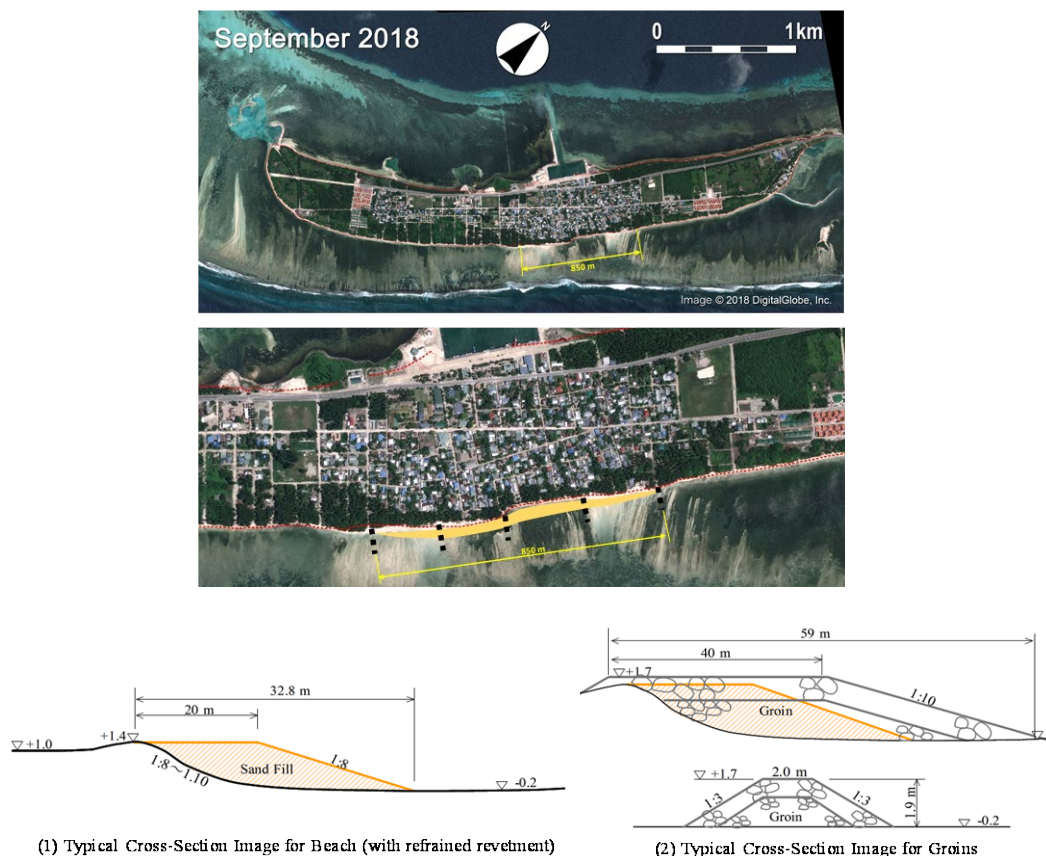 September 2018
N
0 1km
850 m
Image © 2018 DigitalGlobe, Inc.
850 m
32.8 m
20 m
+1.0
+1.4
1:8~1.10
Sand Fill
1:8
-0.2
(1) Typical Cross-Section Image for Beach (with refrained revetment)
59 m
40 m
+1.7
1:10
Groin
+1.7
2.0 m
1:3
1:3
1.9 m
Groin
-0.2
(2) Typical Cross-Section Image for Groins